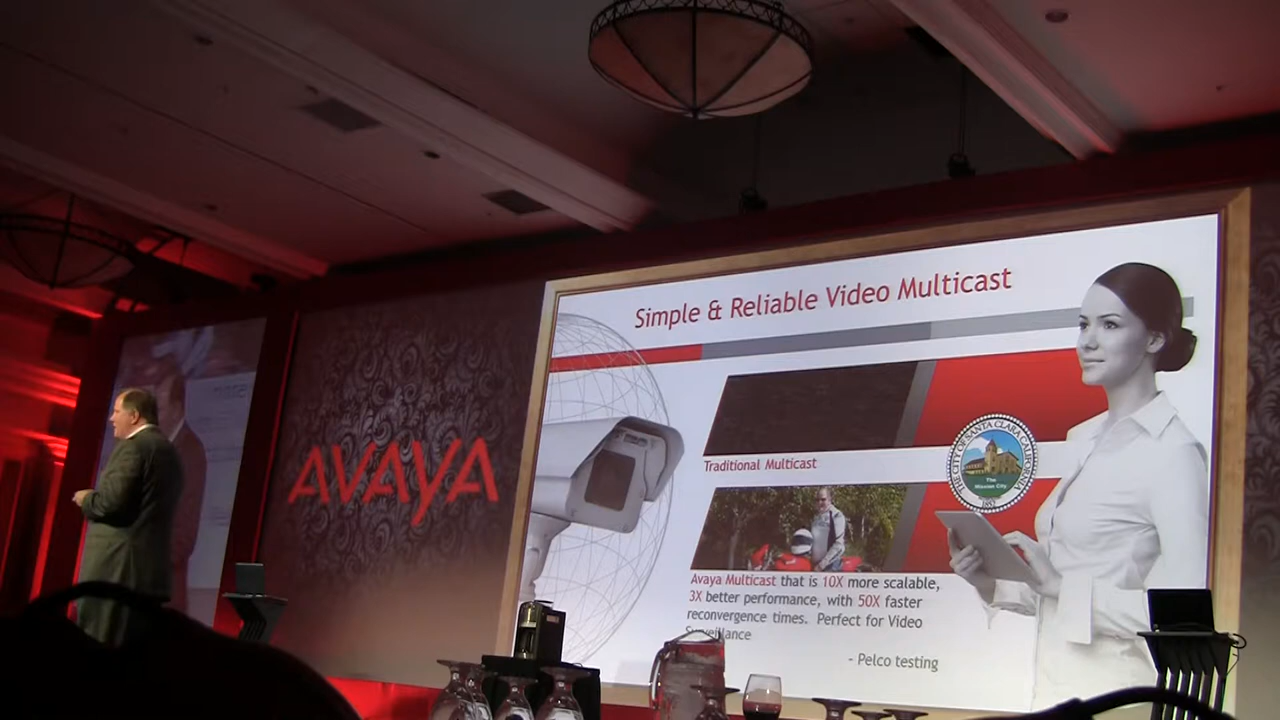 Simple & Reliable Video Multicast
AVAYA
Traditional Multicast
THE CITY OF SANTA CLARA CALIFORNIA
The
Mission City
1852
Avaya Multicast that is 10X more scalable,
3X better performance, with 50X faster
reconvergence times. Perfect for Video
Surveillance
- Pelco testing